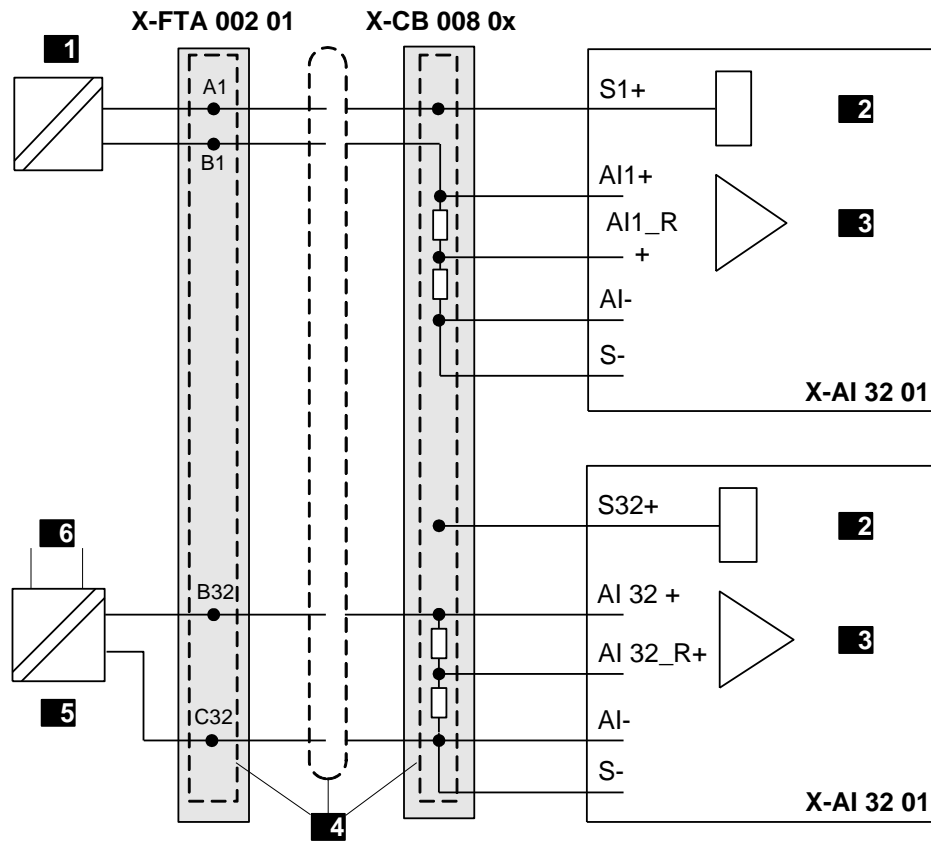 X-FTA 002 01
X-CB 008 0x
1
A1
B1
S1+
2
AI1+
AI1_R
+
3
AI-
S-
X-AI 32 01
S32+
2
6
B32
AI 32 +
AI 32_R+
3
5
C32
AI-
S-
4
X-AI 32 01